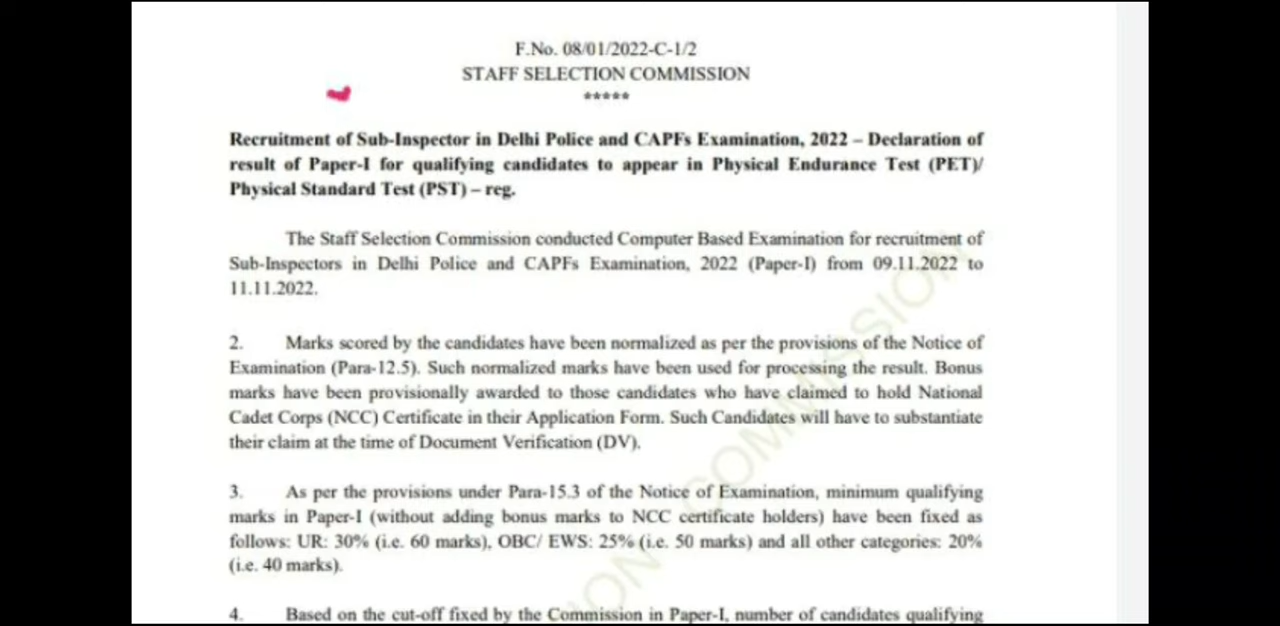 F.No. 08/01/2022-C-1/2
STAFF SELECTION COMMISSION
*****
Recruitment of Sub-Inspector in Delhi Police and CAPFs Examination, 2022 – Declaration of
result of Paper-I for qualifying candidates to appear in Physical Endurance Test (PET)/
Physical Standard Test (PST) – reg.
The Staff Selection Commission conducted Computer Based Examination for recruitment of
Sub-Inspectors in Delhi Police and CAPFs Examination, 2022 (Paper-I) from 09.11.2022 to
11.11.2022.
2. Marks scored by the candidates have been normalized as per the provisions of the Notice of
Examination (Para-12.5). Such normalized marks have been used for processing the result. Bonus
marks have been provisionally awarded to those candidates who have claimed to hold National
Cadet Corps (NCC) Certificate in their Application Form. Such Candidates will have to substantiate
their claim at the time of Document Verification (DV).
3. As per the provisions under Para-15.3 of the Notice of Examination, minimum qualifying
marks in Paper-I (without adding bonus marks to NCC certificate holders) have been fixed as
follows: UR: 30% (i.e. 60 marks), OBC/ EWS: 25% (i.e. 50 marks) and all other categories: 20%
(i.e. 40 marks).
4. Based on the cut-off fixed by the Commission in Paper-I, number of candidates qualifying
ION COMMISSION